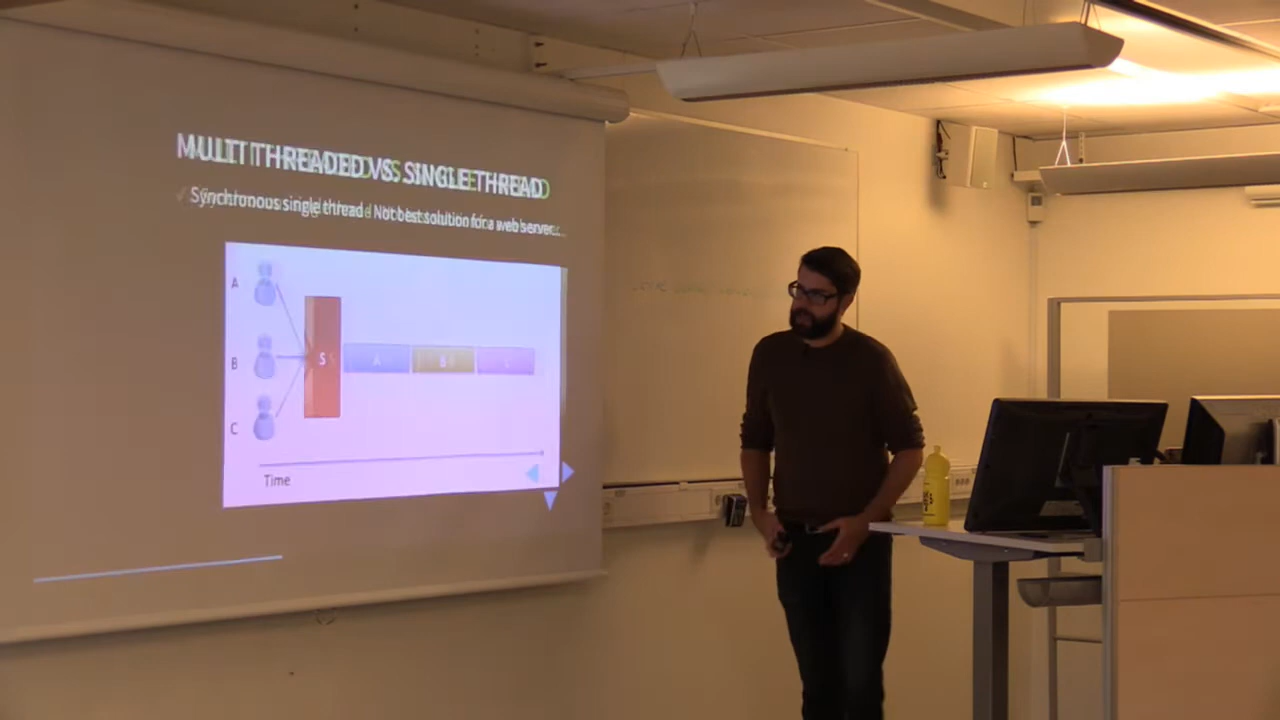 MULTI THREADED VS. SINGLE THREAD
Synchronous single thread - Not best solution for a web server...
A
B
C
S
A
B
Time